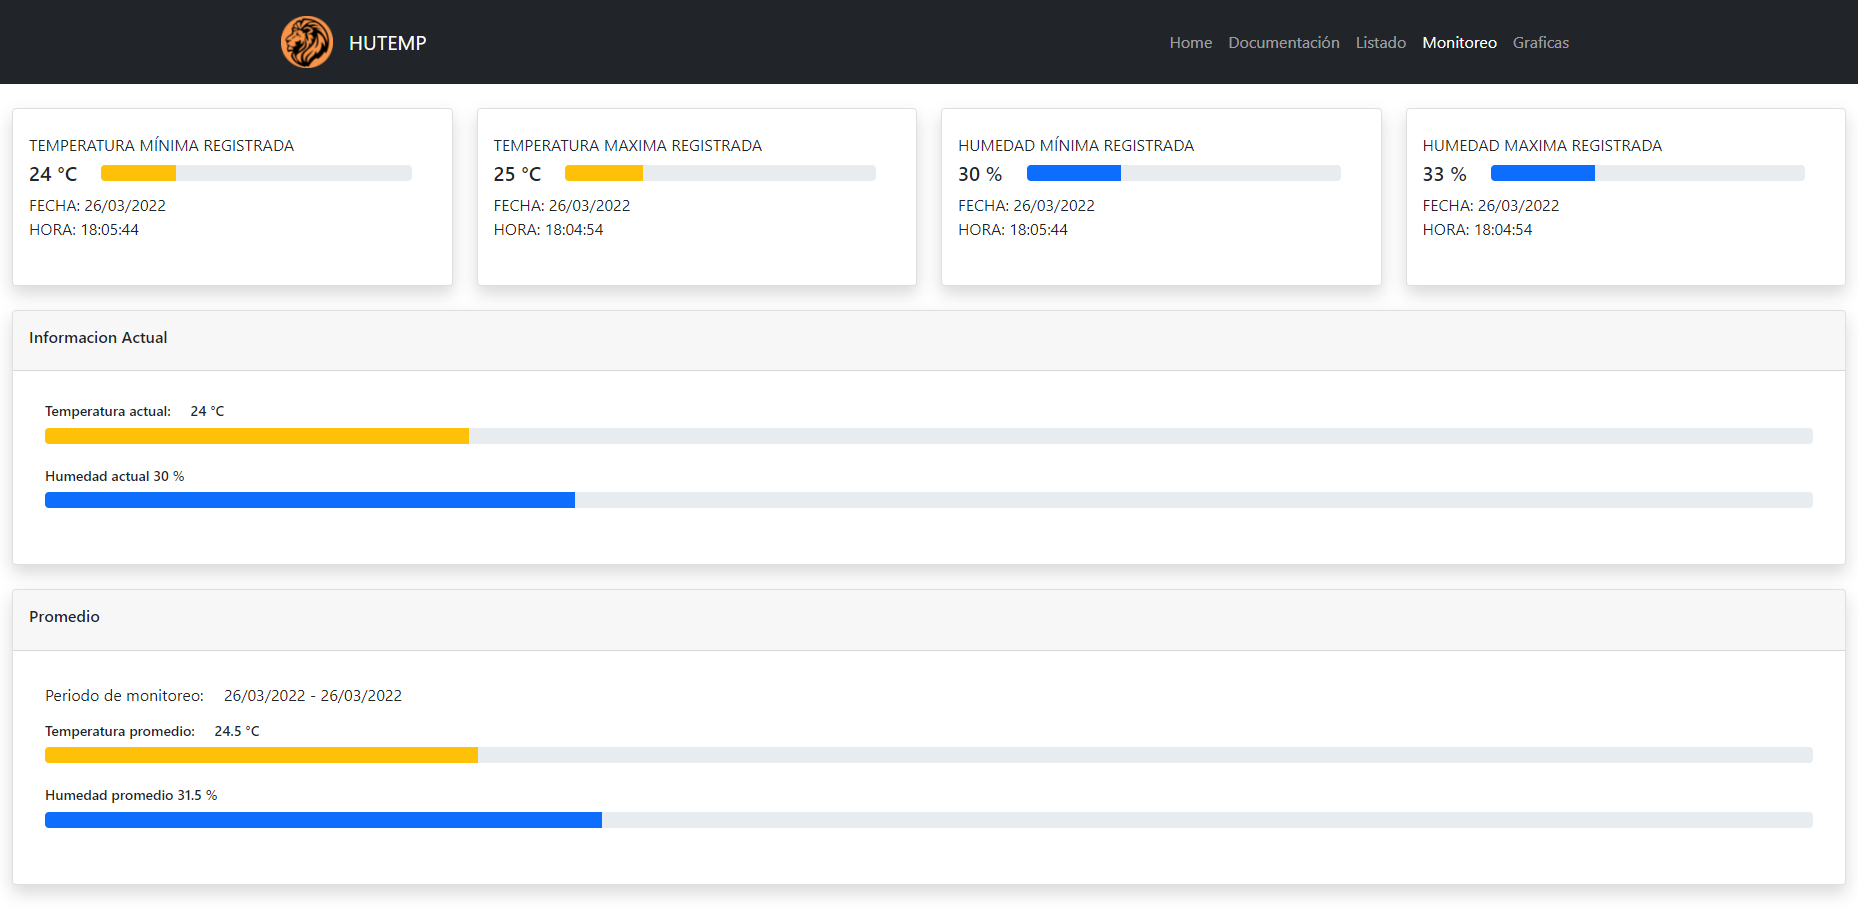 HUTEMP
Home Documentación Listado Monitoreo Graficas
TEMPERATURA MÍNIMA REGISTRADA
24 °C
FECHA: 26/03/2022
HORA: 18:05:44
TEMPERATURA MAXIMA REGISTRADA
25 °C
FECHA: 26/03/2022
HORA: 18:04:54
HUMEDAD MÍNIMA REGISTRADA
30 %
FECHA: 26/03/2022
HORA: 18:05:44
HUMEDAD MAXIMA REGISTRADA
33 %
FECHA: 26/03/2022
HORA: 18:04:54
Informacion Actual
Temperatura actual: 24 °C
Humedad actual 30 %
Promedio
Periodo de monitoreo: 26/03/2022 - 26/03/2022
Temperatura promedio: 24.5 °C
Humedad promedio 31.5 %